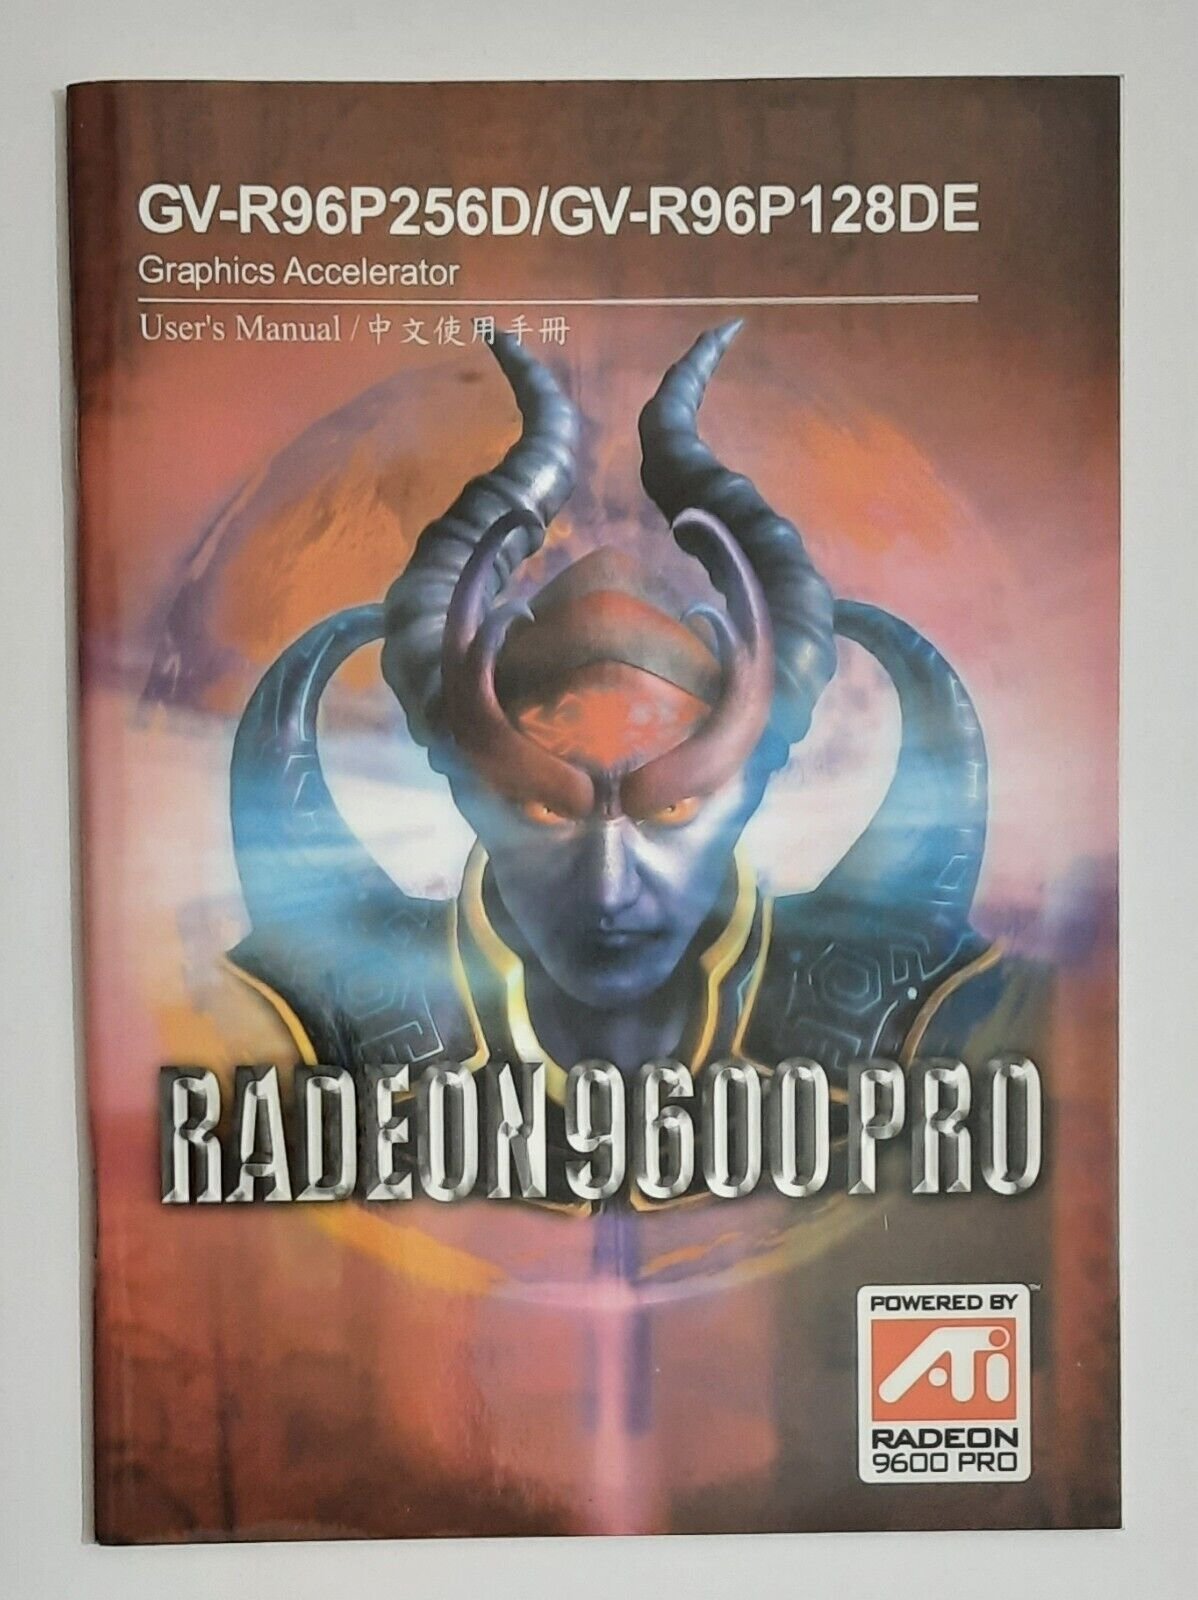 GV-R96P256D/GV-R96P128DE
Graphics Accelerator
User's Manual / 中文使用手冊
RADEON 9600 PRO
POWERED BY
ATi
RADEON
9600 PRO